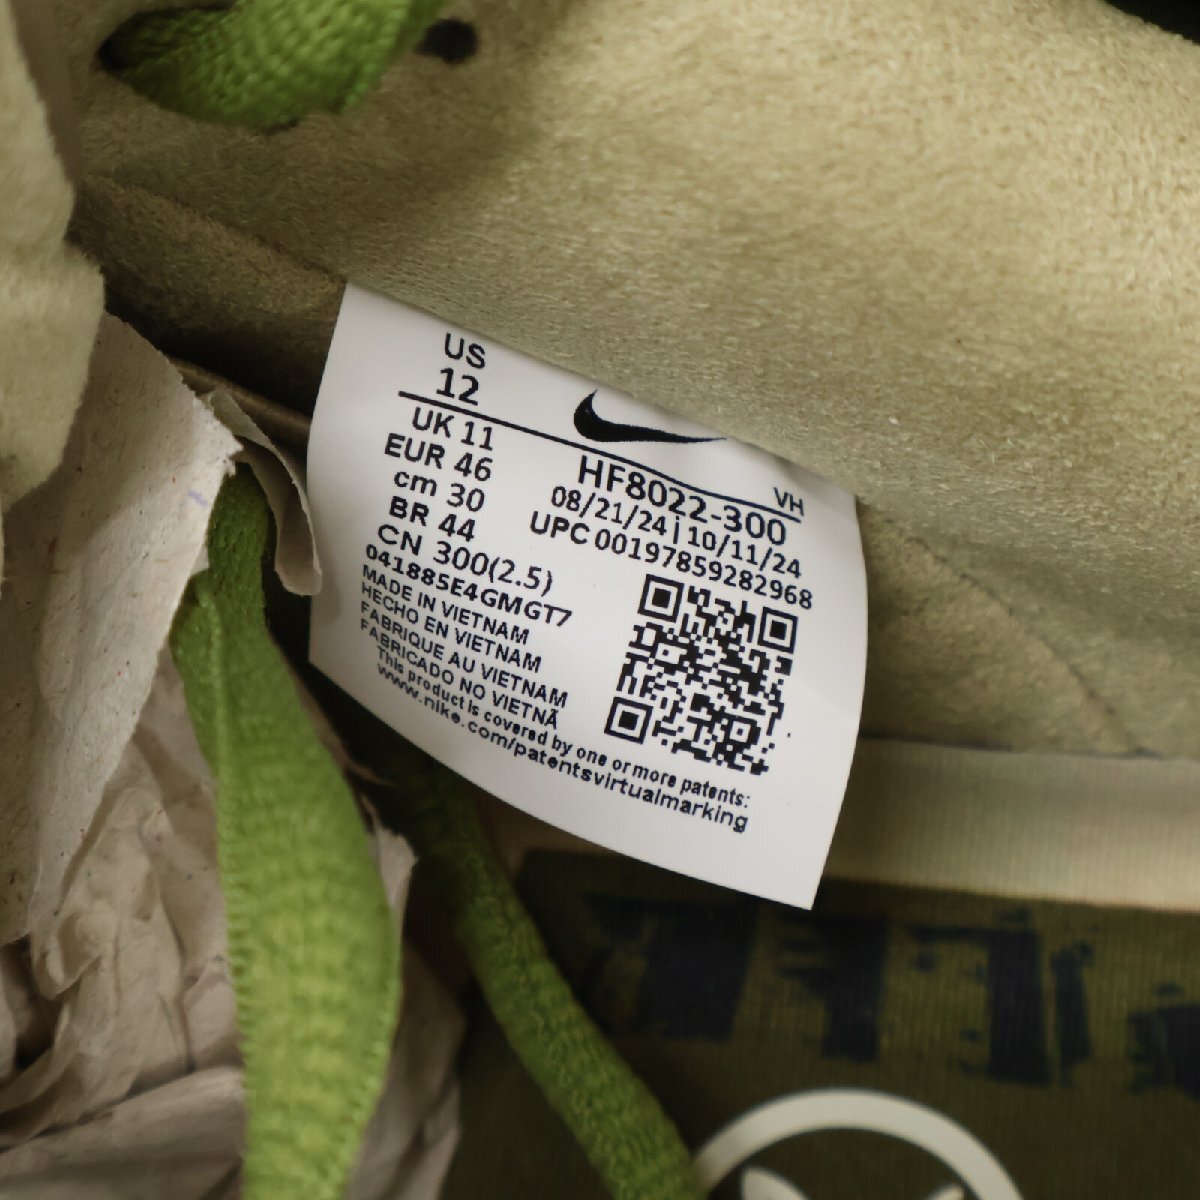 US
12
UK 11
EUR 46
cm 30
BR 44
CN 300(2.5)
041885E4GMGT7
MADE IN VIETNAM
HECHO EN VIETNAM
FABRIQUE AU VIETNAM
FABRICADO NO VIETNÃ
This product is covered by one or more patents:
www.nike.com/patentsvirtualmarking
VH
HF8022-300
08/21/24|10/11/24
UPC 00197859282968